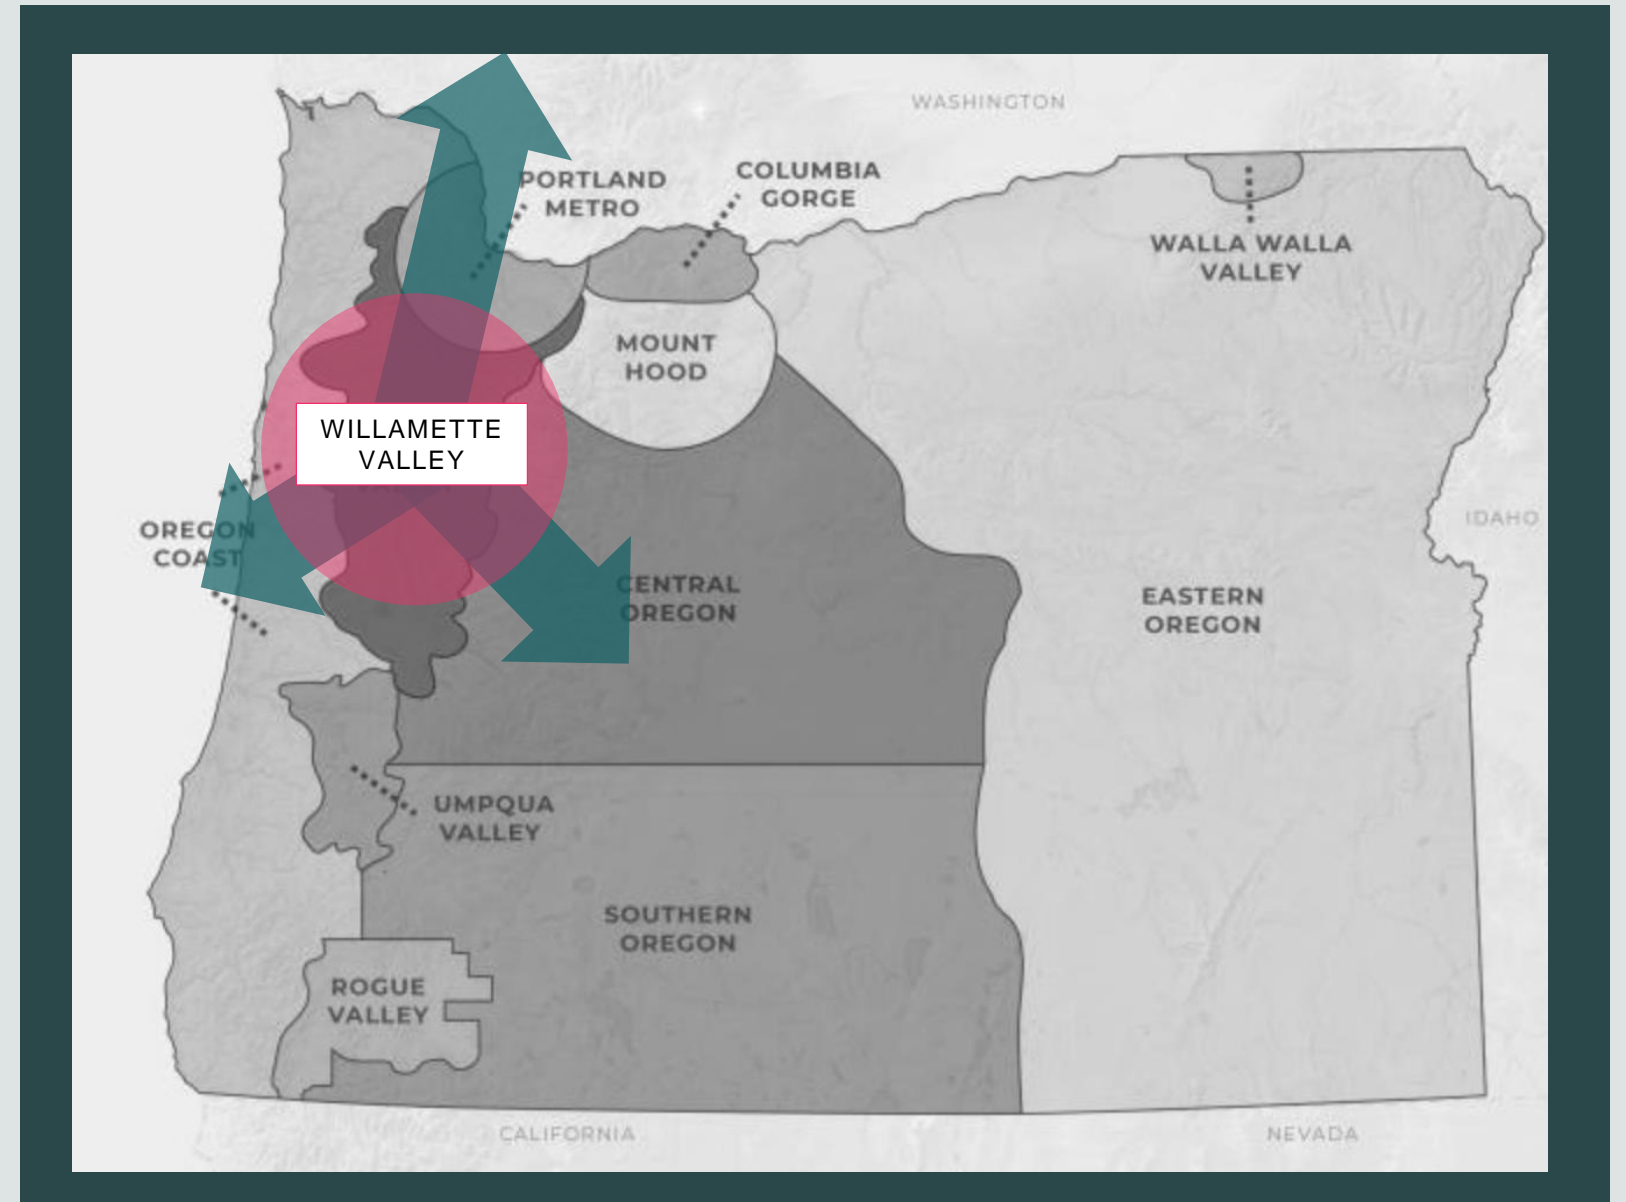 WASHINGTON
PORTLAND
METRO
COLUMBIA
GORGE
WALLA WALLA
VALLEY
MOUNT
HOOD
WILLAMETTE
VALLEY
OREGON
COAST
CENTRAL
OREGON
EASTERN
OREGON
IDAHO
UMPQUA
VALLEY
SOUTHERN
OREGON
ROGUE
VALLEY
CALIFORNIA
NEVADA